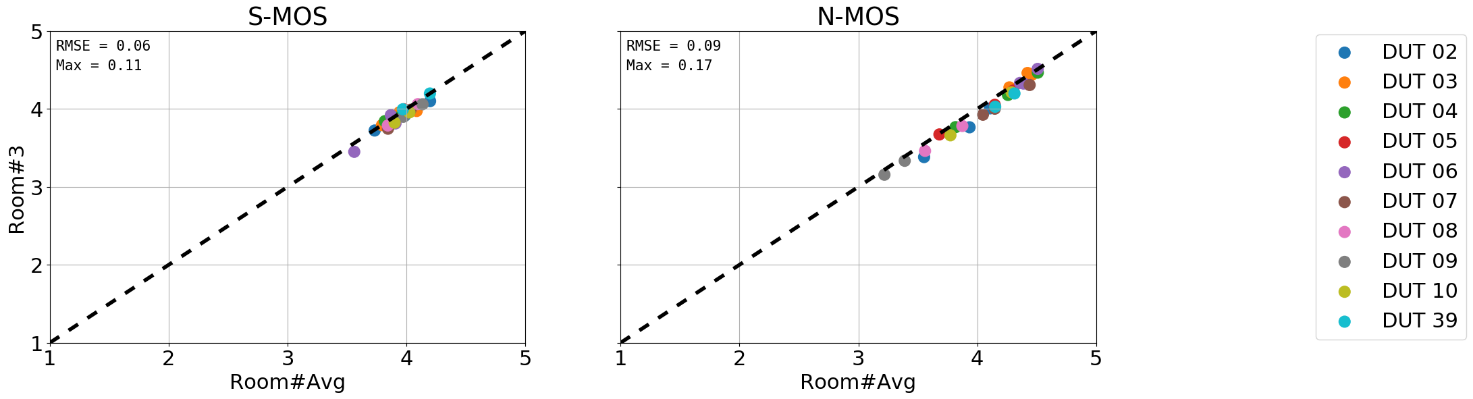 S-MOS
RMSE = 0.06
Max = 0.11
5
4
3
2
1
Room#3
1 2 3 4 5
Room#Avg
N-MOS
RMSE = 0.09
Max = 0.17
1 2 3 4 5
Room#Avg
DUT 02
DUT 03
DUT 04
DUT 05
DUT 06
DUT 07
DUT 08
DUT 09
DUT 10
DUT 39